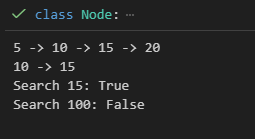 class Node: ...
5 -> 10 -> 15 -> 20
10 -> 15
Search 15: True
Search 100: False